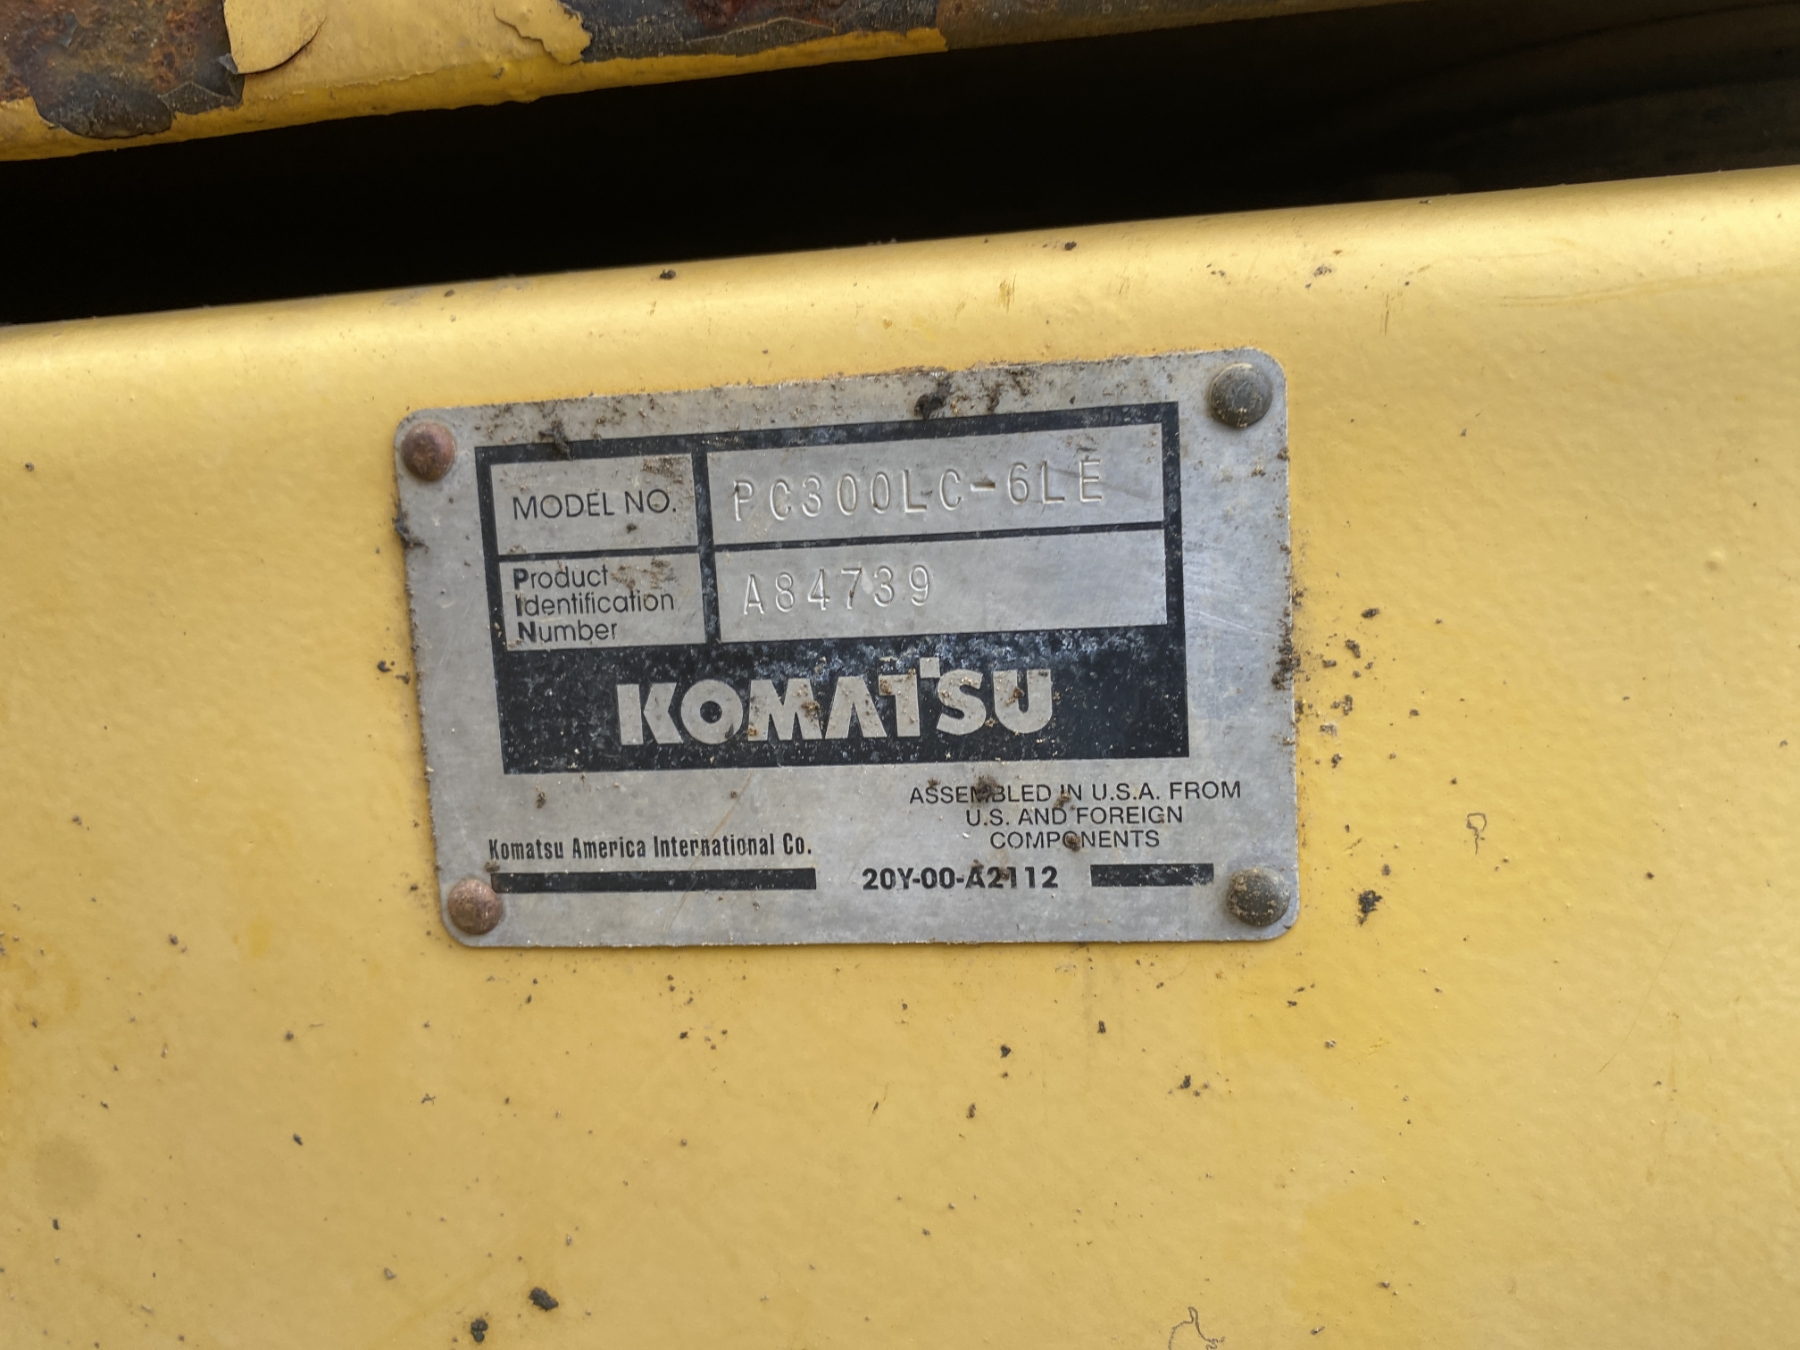 MODEL NO. PC300LC-6LE
Product
Identification
Number
A84739
KOMATSU
ASSEMBLED IN U.S.A. FROM
U.S. AND FOREIGN
COMPONENTS
Komatsu America International Co.
20Y-00-A2112